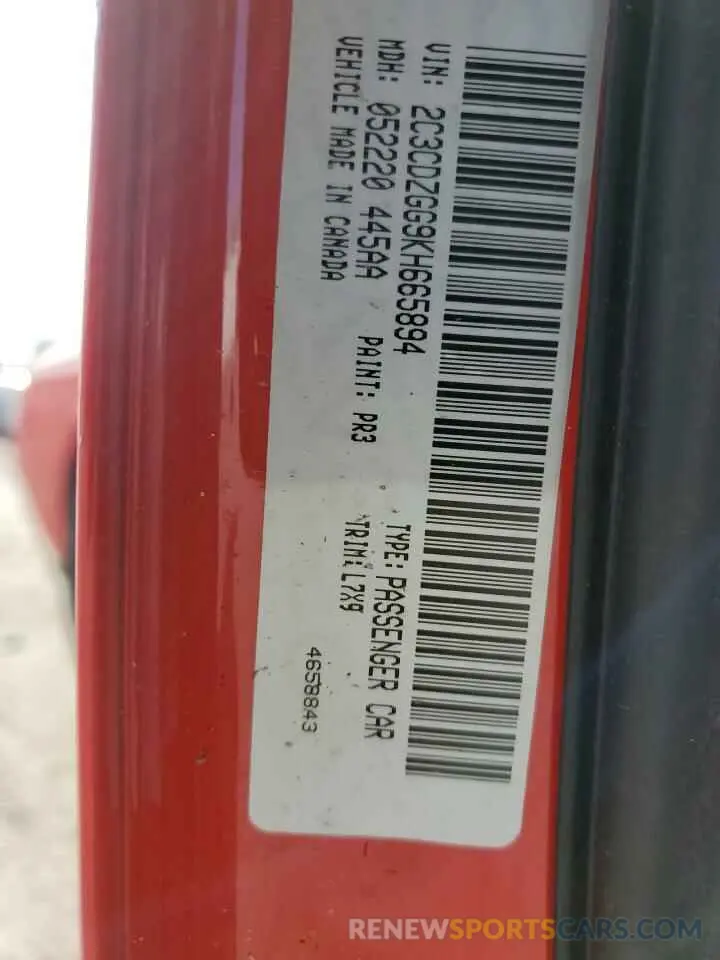 VIN: 2C3CDZGG9KH665894
TYPE: PASSENGER CAR
MDH: 052220 445AA
PAINT: PR3
TRIM: L7X9
VEHICLE MADE IN CANADA
4658843
RENEWSPORTSCARS.COM